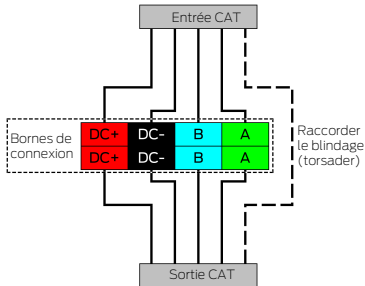 Entrée CAT
Bornes de
connexion
DC+ DC- B A
DC+ DC- B A
Raccorder
le blindage
(torsader)
Sortie CAT